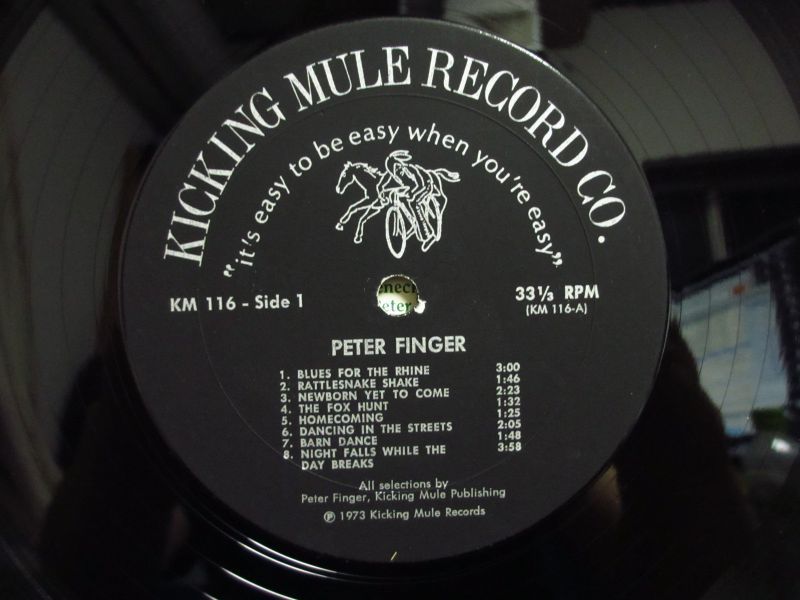 KICKING MULE RECORD CO.
"it's easy to be easy when you're easy"
KM 116 - Side 1
33⅓ RPM
(KM 116-A)
PETER FINGER
1. BLUES FOR THE RHINE 3:00
2. RATTLESNAKE SHAKE 1:46
3. NEWBORN YET TO COME 2:23
4. THE FOX HUNT 1:32
5. HOMECOMING 1:25
6. DANCING IN THE STREETS 2:05
7. BARN DANCE 1:48
8. NIGHT FALLS WHILE THE 3:58
DAY BREAKS
All selections by
Peter Finger, Kicking Mule Publishing
℗ 1973 Kicking Mule Records